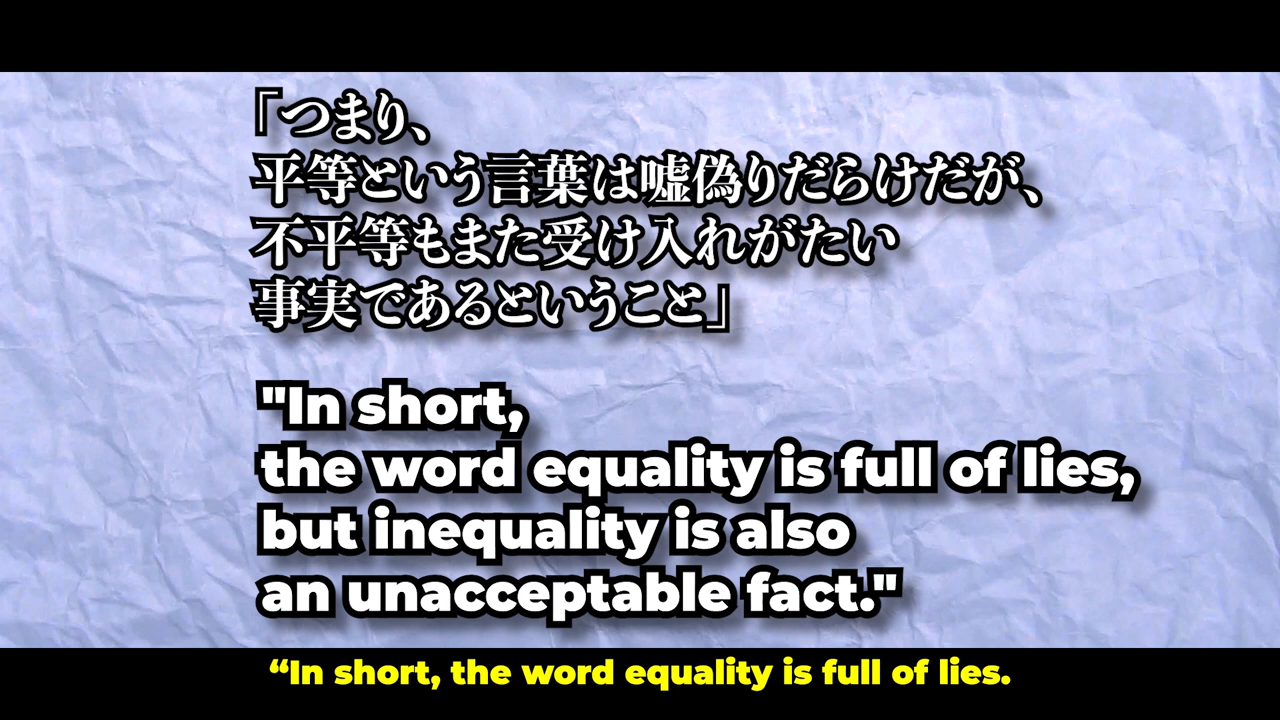 「つまり、
平等という言葉は嘘偽りだらけだが、
不平等もまた受け入れがたい
事実であるということ」
"In short,
the word equality is full of lies,
but inequality is also
an unacceptable fact."
“In short, the word equality is full of lies.